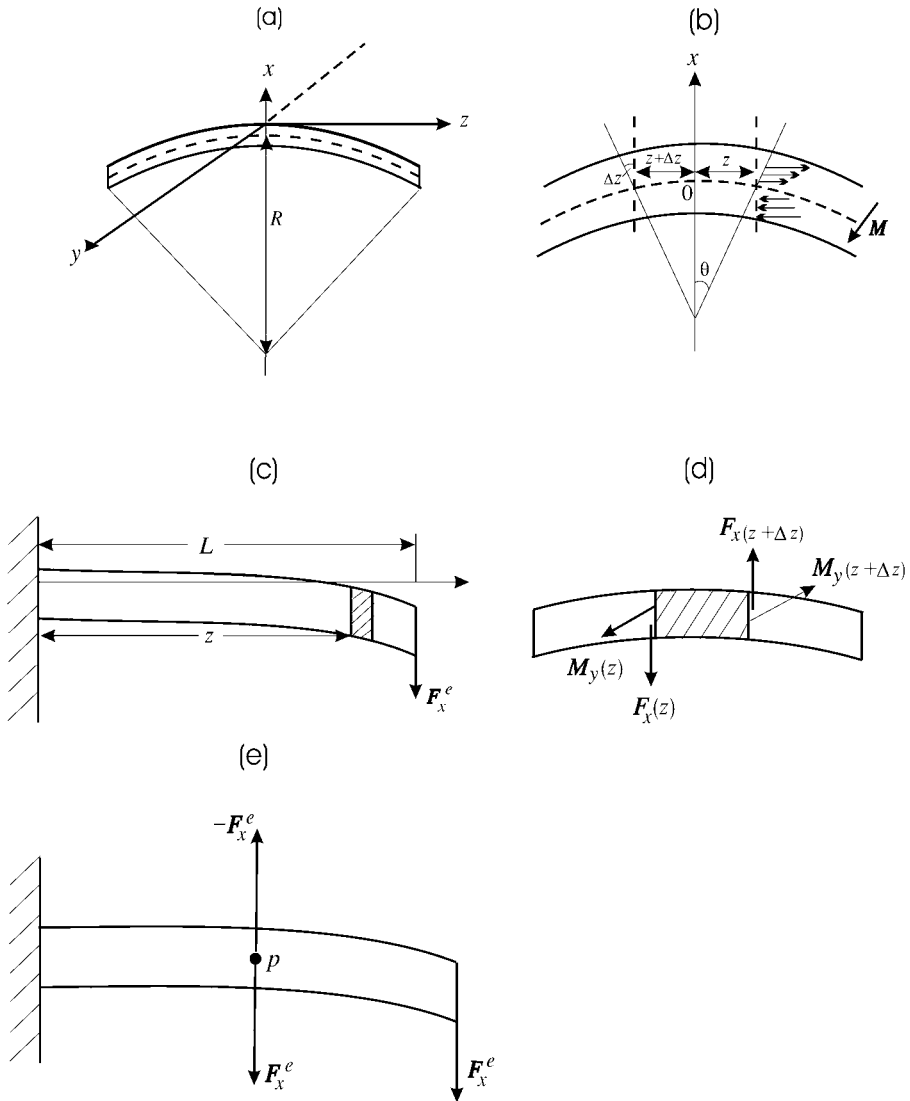 (a)
x
z
R
y
(b)
x
z+Δz
z
Δz
0
M
θ
(c)
L
z
F_x^e
(d)
F_x(z+Δz)
M_y(z+Δz)
M_y(z)
F_x(z)
(e)
-F_x^e
p
F_x^e
F_x^e